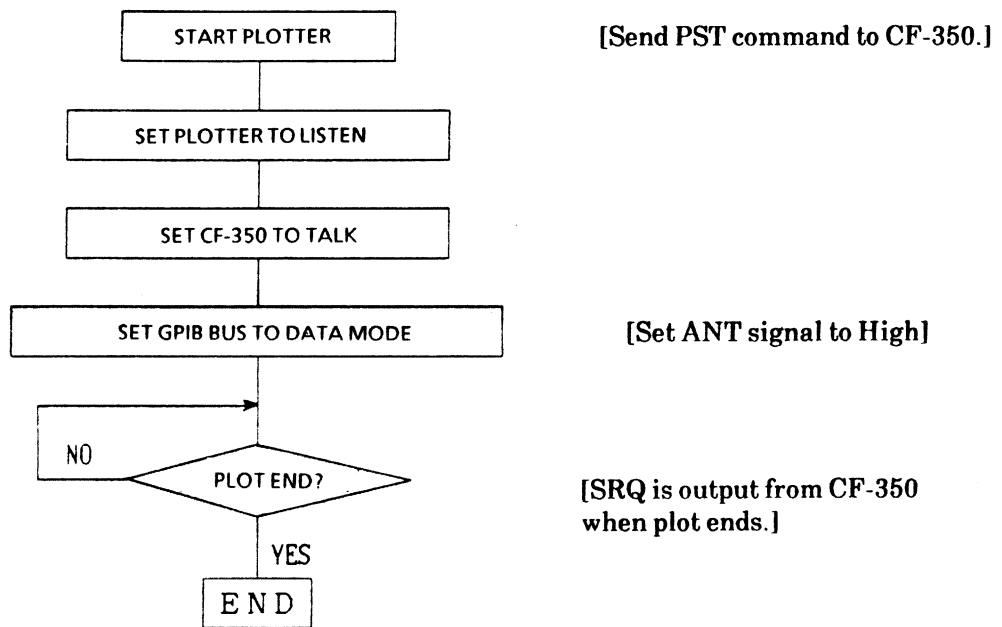 START PLOTTER
[Send PST command to CF-350.]
SET PLOTTER TO LISTEN
SET CF-350 TO TALK
SET GPIB BUS TO DATA MODE
[Set ANT signal to High]
NO
PLOT END?
[SRQ is output from CF-350
when plot ends.]
YES
END